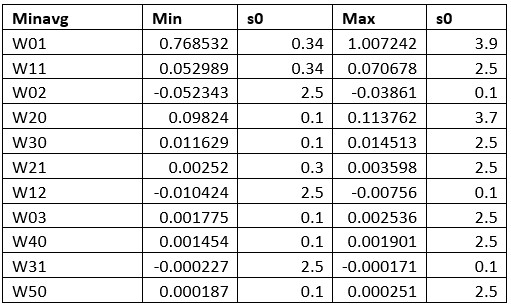 Minavg Min s0 Max s0
W01 0.768532 0.34 1.007242 3.9
W11 0.052989 0.34 0.070678 2.5
W02 -0.052343 2.5 -0.03861 0.1
W20 0.09824 0.1 0.113762 3.7
W30 0.011629 0.1 0.014513 2.5
W21 0.00252 0.3 0.003598 2.5
W12 -0.010424 2.5 -0.00756 0.1
W03 0.001775 0.1 0.002536 2.5
W40 0.001454 0.1 0.001901 2.5
W31 -0.000227 2.5 -0.000171 0.1
W50 0.000187 0.1 0.000251 2.5